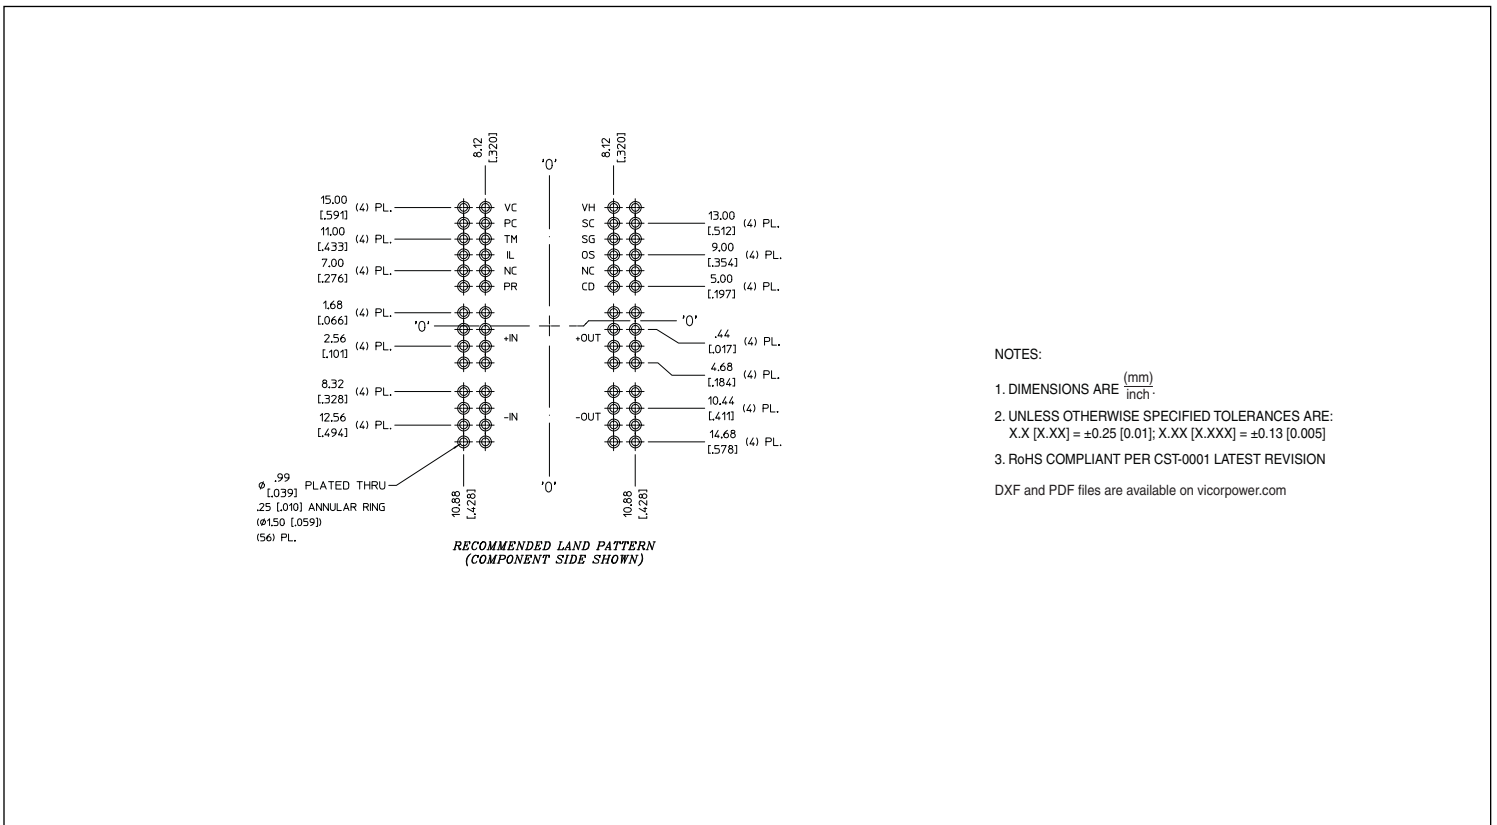 8.12
[.320]
8.12
[.320]
'0'
15.00
[.591]
(4) PL.
11.00
[.433]
(4) PL.
7.00
[.276]
(4) PL.
1.68
[.066]
(4) PL.
2.56
[.101]
(4) PL.
8.32
[.328]
(4) PL.
12.56
[.494]
(4) PL.
VC
PC
TM
IL
NC
PR
'0'
+IN
-IN
VH
SC
SG
OS
NC
CD
'0'
+OUT
-OUT
13.00
[.512]
(4) PL.
9.00
[.354]
(4) PL.
5.00
[.197]
(4) PL.
.44
[.017]
(4) PL.
4.68
[.184]
(4) PL.
10.44
[.411]
(4) PL.
14.68
[.578]
(4) PL.
ø .99
[.039] PLATED THRU
.25 [.010] ANNULAR RING
(ø1.50 [.059])
(56) PL.
10.88
[.428]
'0'
10.88
[.428]
RECOMMENDED LAND PATTERN
(COMPONENT SIDE SHOWN)
NOTES:
1. DIMENSIONS ARE (mm)
inch.
2. UNLESS OTHERWISE SPECIFIED TOLERANCES ARE:
X.X [X.XX] = ±0.25 [0.01]; X.XX [X.XXX] = ±0.13 [0.005]
3. RoHS COMPLIANT PER CST-0001 LATEST REVISION
DXF and PDF files are available on vicorpower.com